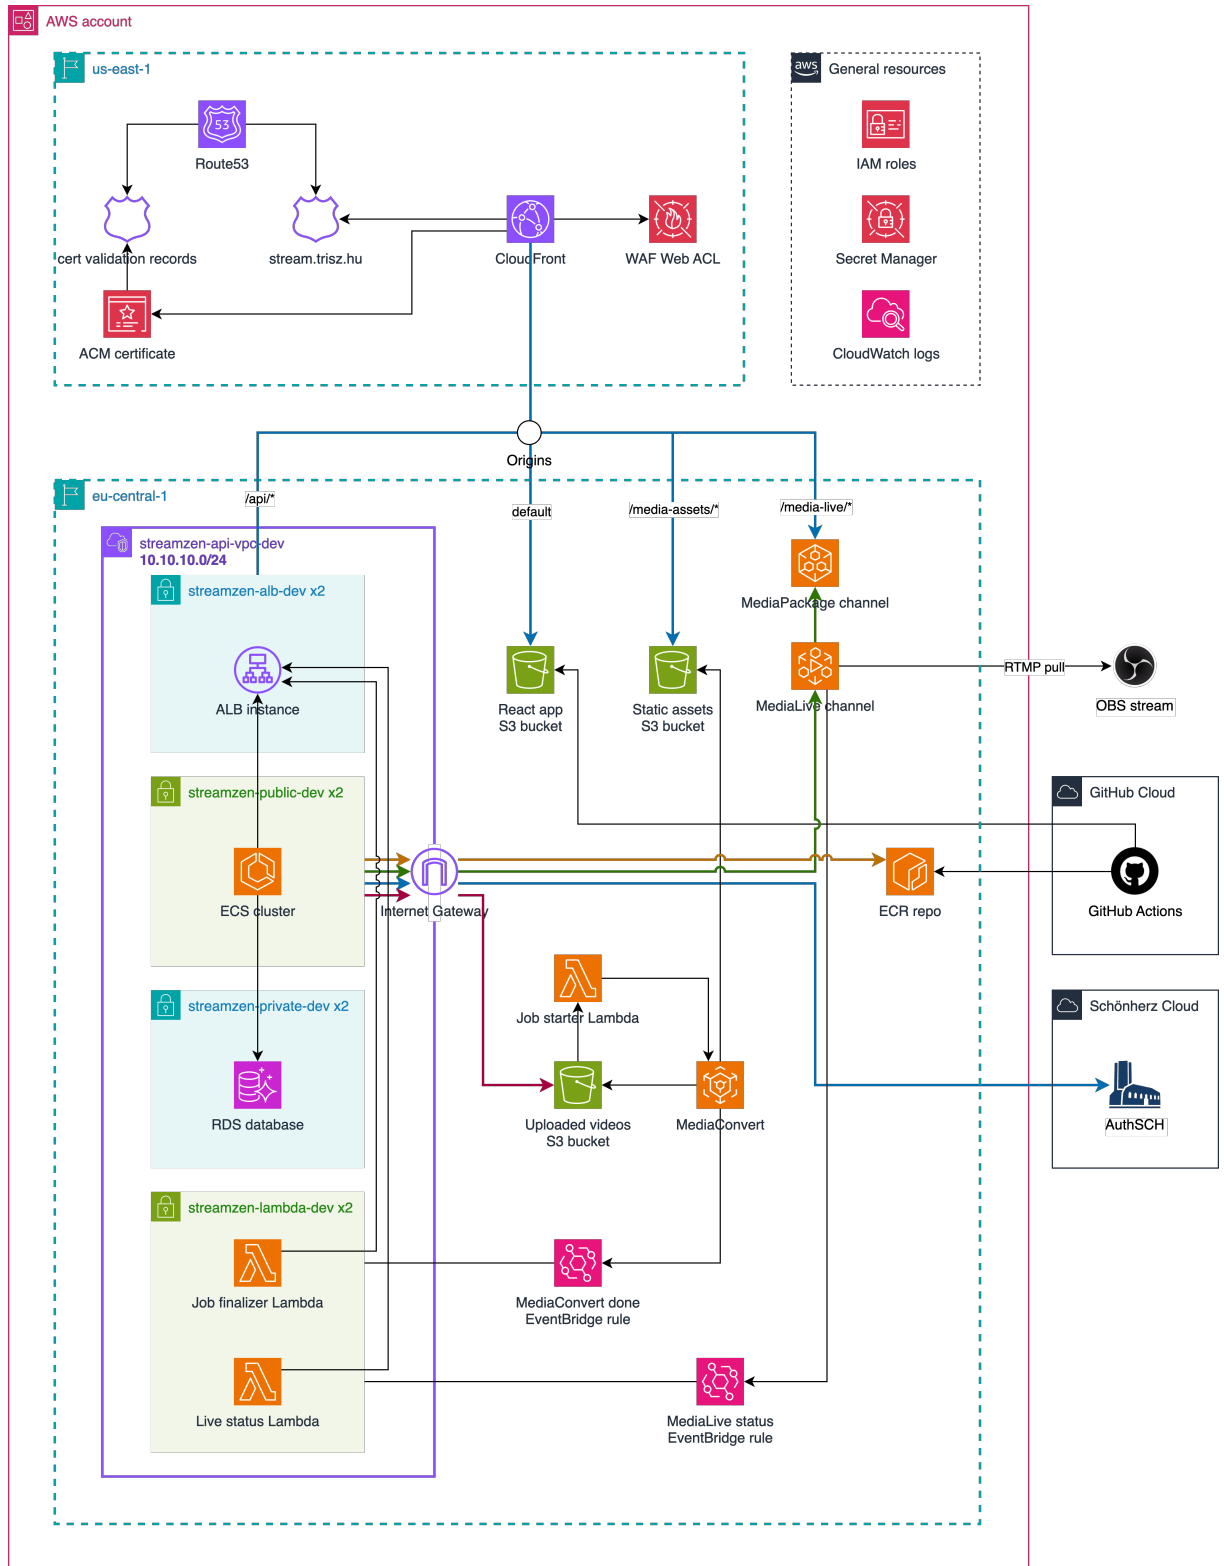 AWS account
us-east-1
aws
General resources
53
Route53
IAM roles
cert validation records
stream.trisz.hu
CloudFront
WAF Web ACL
Secret Manager
ACM certificate
CloudWatch logs
Origins
eu-central-1
/api/*
default
/media-assets/*
/media-live/*
streamzen-api-vpc-dev
10.10.10.0/24
streamzen-alb-dev x2
MediaPackage channel
ALB instance
React app
S3 bucket
Static assets
S3 bucket
MediaLive channel
RTMP pull
OBS stream
streamzen-public-dev x2
GitHub Cloud
ECS cluster
Internet Gateway
ECR repo
GitHub Actions
streamzen-private-dev x2
Job starter Lambda
Schönherz Cloud
RDS database
Uploaded videos
S3 bucket
MediaConvert
AuthSCH
streamzen-lambda-dev x2
Job finalizer Lambda
MediaConvert done
EventBridge rule
Live status Lambda
MediaLive status
EventBridge rule